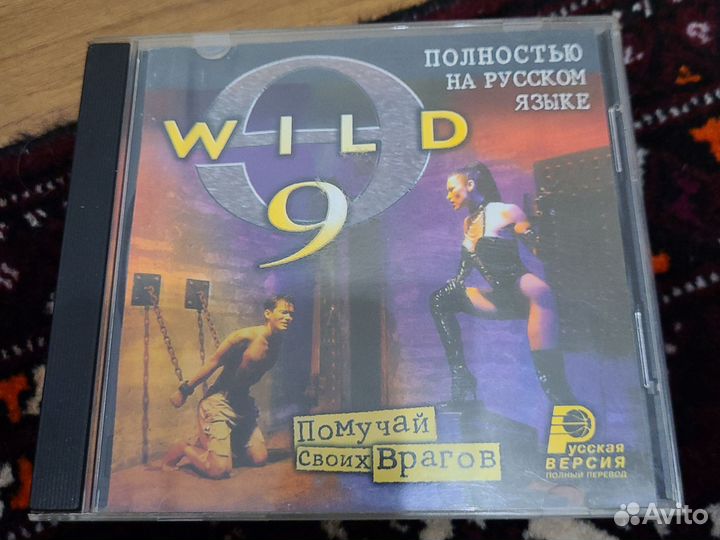 ПОЛНОСТЬЮ
НА РУССКОМ
ЯЗЫКЕ
WILD
9
Помучай
Своих Врагов
Русская
ВЕРСИЯ
ПОЛНЫЙ ПЕРЕВОД
Avito